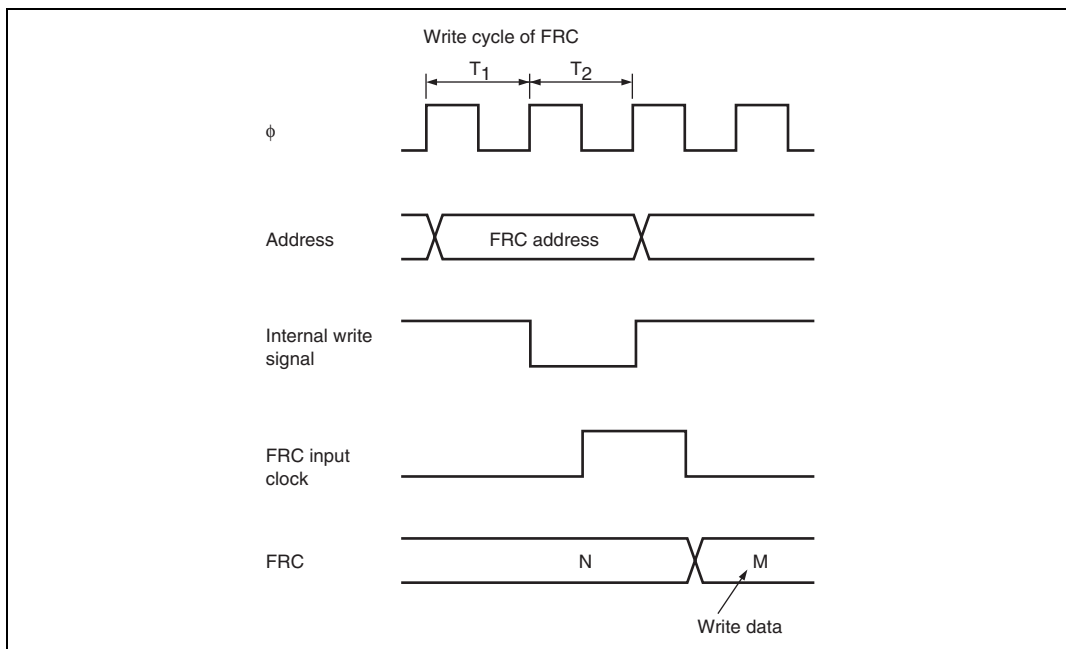 Write cycle of FRC
T1 T2
ϕ
Address
FRC address
Internal write
signal
FRC input
clock
FRC
N
M
Write data